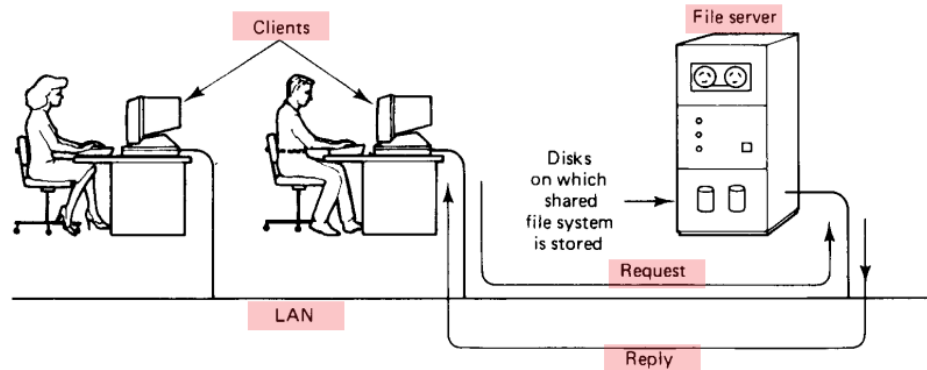 Clients
File server
Disks
on which
shared
file system
is stored
Request
LAN
Reply